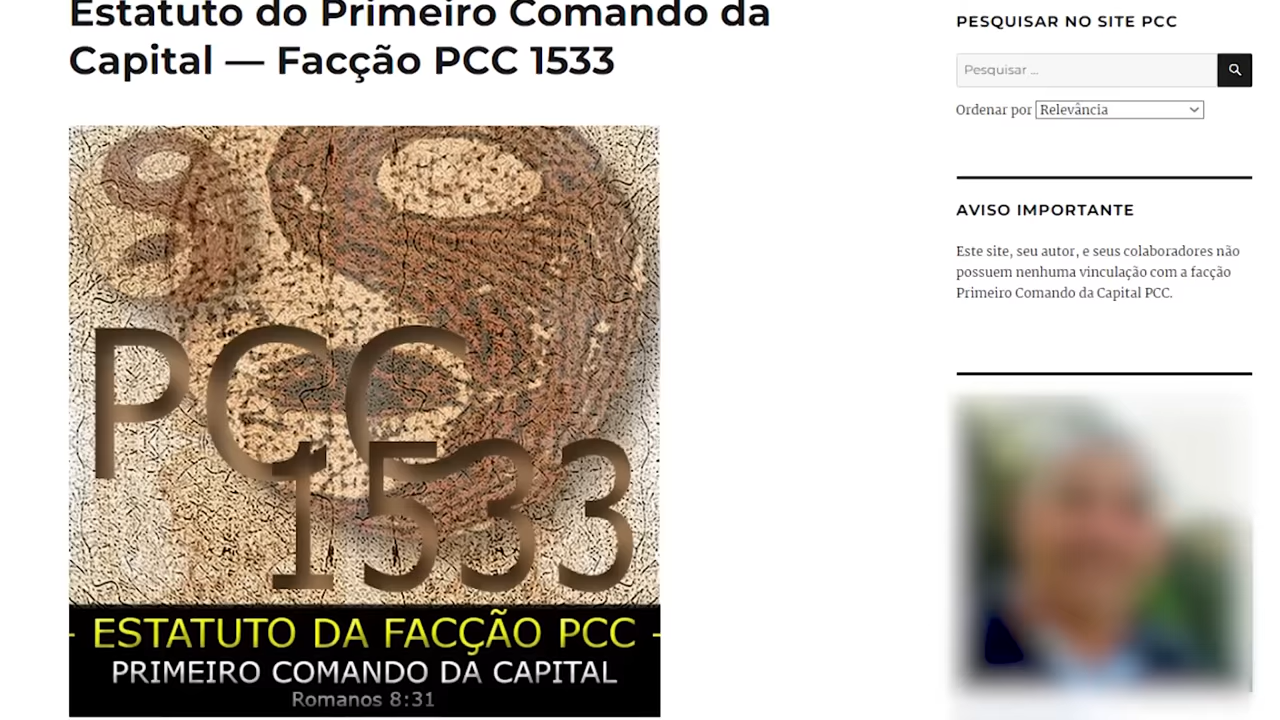 Estatuto do Primeiro Comando da
Capital — Facção PCC 1533
PCC
1533
- ESTATUTO DA FACÇÃO PCC -
PRIMEIRO COMANDO DA CAPITAL
Romanos 8:31
PESQUISAR NO SITE PCC
Pesquisar ...
Ordenar por Relevância
AVISO IMPORTANTE
Este site, seu autor, e seus colaboradores não
possuem nenhuma vinculação com a facção
Primeiro Comando da Capital PCC.